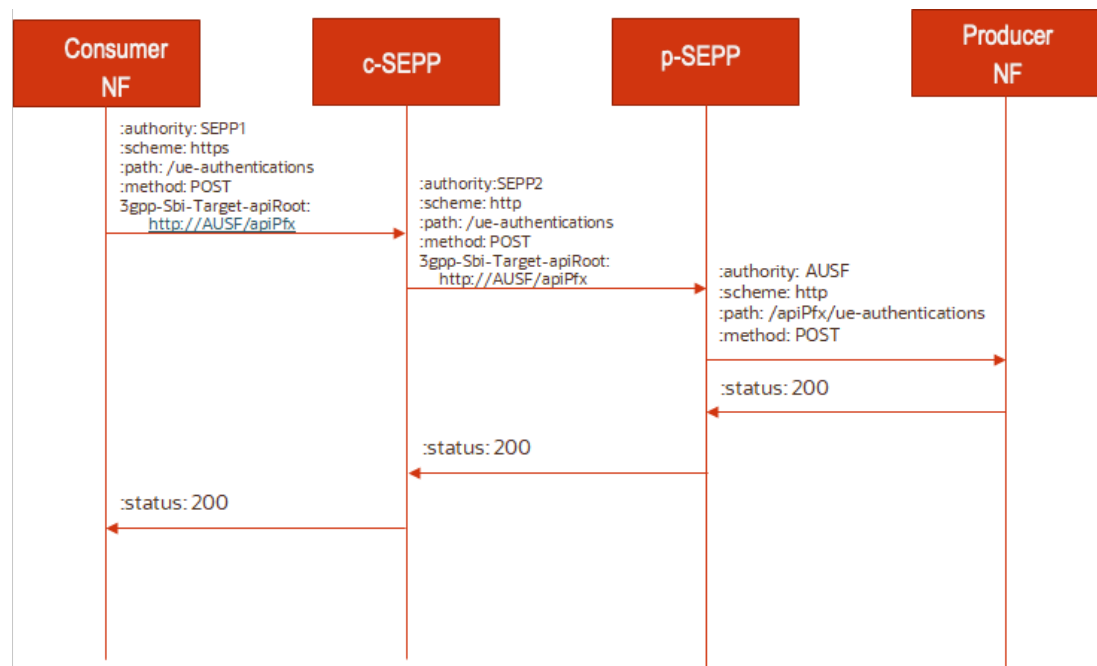 Consumer
NF
c-SEPP
p-SEPP
Producer
NF
:authority: SEPP1
:scheme: https
:path: /ue-authentications
:method: POST
3gpp-Sbi-Target-apiRoot:
http://AUSF/apiPfx
:authority:SEPP2
:scheme: http
:path: /ue-authentications
:method: POST
3gpp-Sbi-Target-apiRoot:
http://AUSF/apiPfx
:authority: AUSF
:scheme: http
:path: /apiPfx/ue-authentications
:method: POST
:status: 200
:status: 200
:status: 200